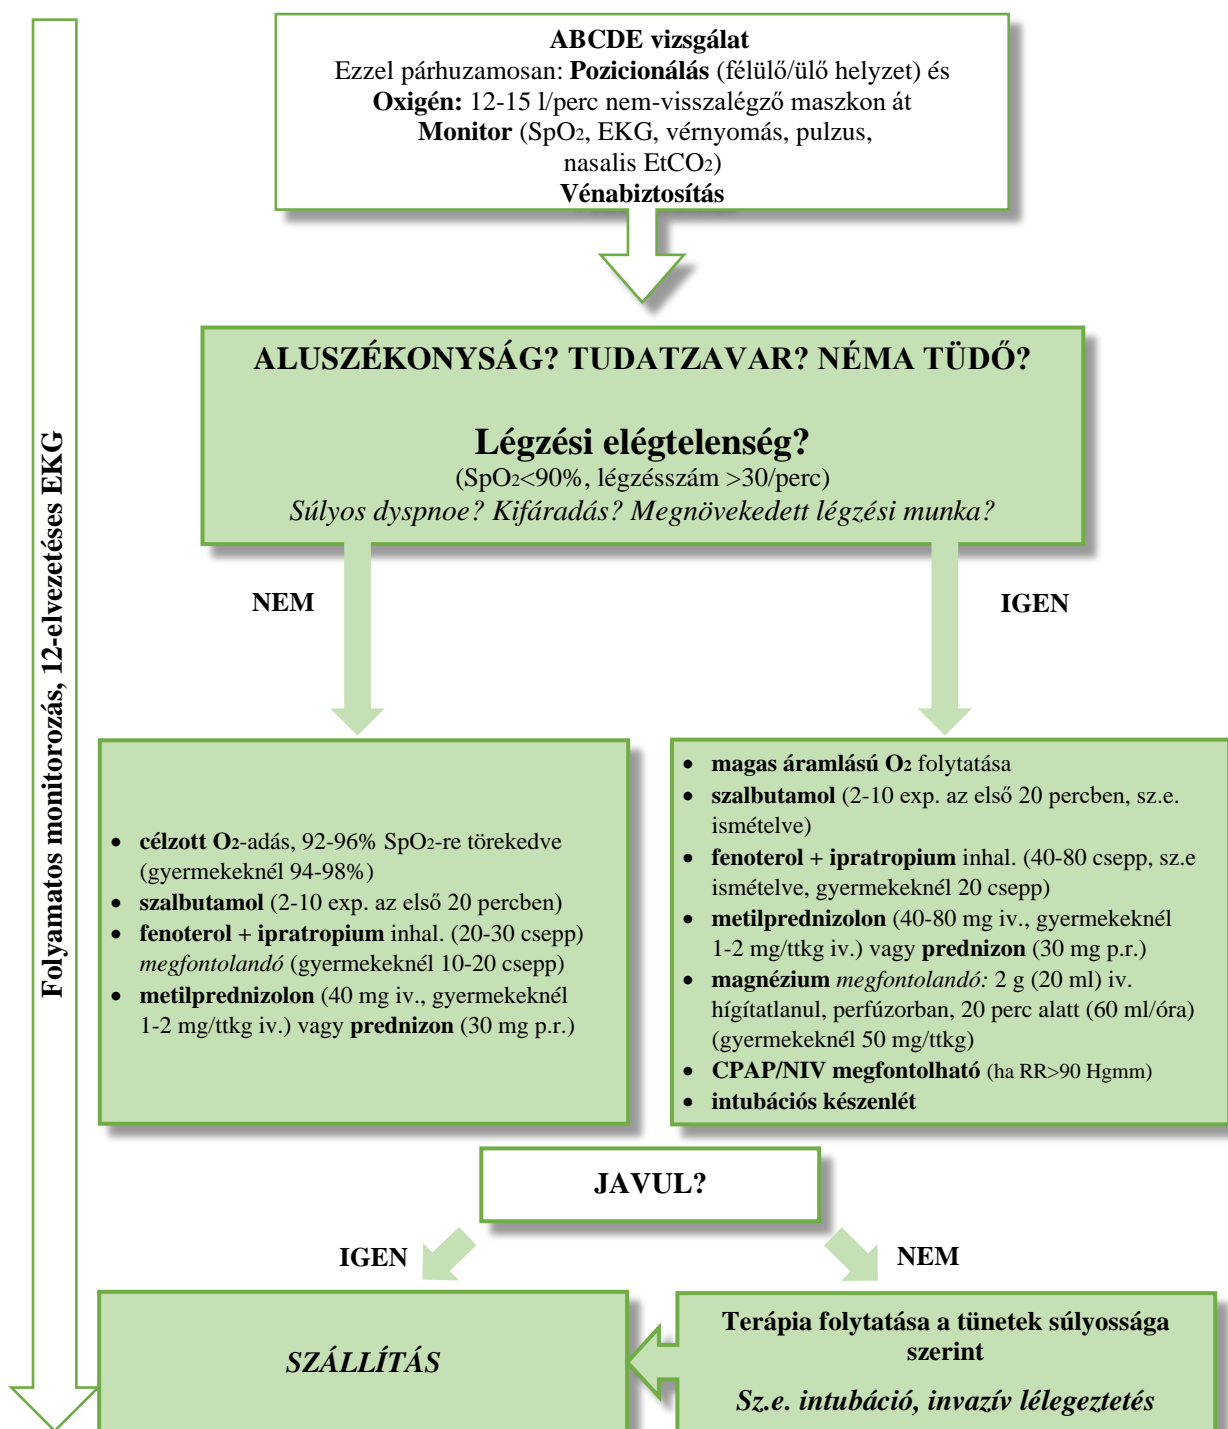 ABCDE vizsgálat
Ezzel párhuzamosan: Pozicionálás (félülő/ülő helyzet) és
Oxigén: 12-15 l/perc nem-visszalégző maszkon át
Monitor (SpO₂, EKG, vérnyomás, pulzus,
nasalis EtCO₂)
Vénabiztosítás
Folyamatos monitorozás, 12-elvezetéses EKG
ALUSZÉKONYSÁG? TUDATZAVAR? NÉMA TÜDŐ?
Légzési elégtelenség?
(SpO₂<90%, légzésszám >30/perc)
Súlyos dyspnoe? Kifáradás? Megnövekedett légzési munka?
NEM
IGEN
• célzott O₂-adás, 92-96% SpO₂-re törekedve
(gyermekeknél 94-98%)
• szalbutamol (2-10 exp. az első 20 percben)
• fenoterol + ipratropium inhal. (20-30 csepp)
megfontolandó (gyermekeknél 10-20 csepp)
• metilprednizolon (40 mg iv., gyermekeknél
1-2 mg/ttkg iv.) vagy prednizon (30 mg p.r.)
• magas áramlású O₂ folytatása
• szalbutamol (2-10 exp. az első 20 percben, sz.e.
ismételve)
• fenoterol + ipratropium inhal. (40-80 csepp, sz.e
ismételve, gyermekeknél 20 csepp)
• metilprednizolon (40-80 mg iv., gyermekeknél
1-2 mg/ttkg iv.) vagy prednizon (30 mg p.r.)
• magnézium megfontolandó: 2 g (20 ml) iv.
hígítatlanul, perfúzorban, 20 perc alatt (60 ml/óra)
(gyermekeknél 50 mg/ttkg)
• CPAP/NIV megfontolható (ha RR>90 Hgmm)
• intubációs készenlét
JAVUL?
IGEN
NEM
SZÁLLÍTÁS
Terápia folytatása a tünetek súlyossága
szerint
Sz.e. intubáció, invazív lélegeztetés